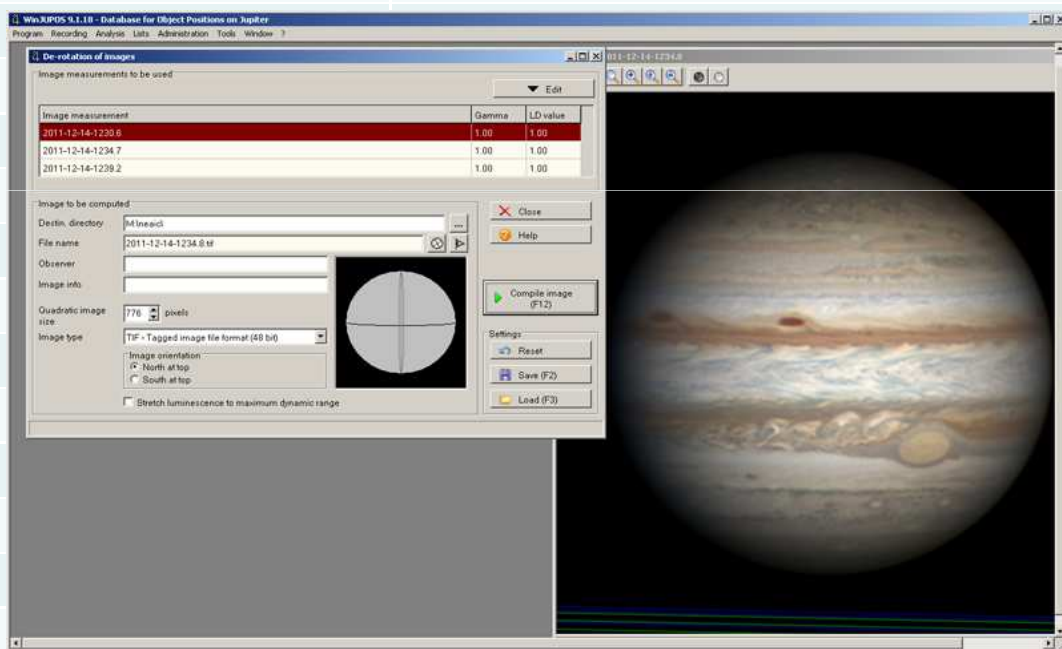 WinJUPOS 9.1.18 - Database for Object Positions on Jupiter
Program Recording Analysis Lists Administration Tools Window ?
De-rotation of images
2011-12-14-1234.8
Image measurements to be used
Edit
Image measurement Gamma LD value
2011-12-14-1230.6 1.00 1.00
2011-12-14-1234.7 1.00 1.00
2011-12-14-1239.2 1.00 1.00
Image to be computed
Destin. directory
...
Close
File name 2011-12-14-1234.8.tif
Help
Observer
Image info
Compile image
(F12)
Quadratic image
size 776 pixels
Image type TIF - Tagged image file format (48 bit)
Settings
Reset
Image orientation
North at top
South at top
Save (F2)
Load (F3)
Stretch luminescence to maximum dynamic range